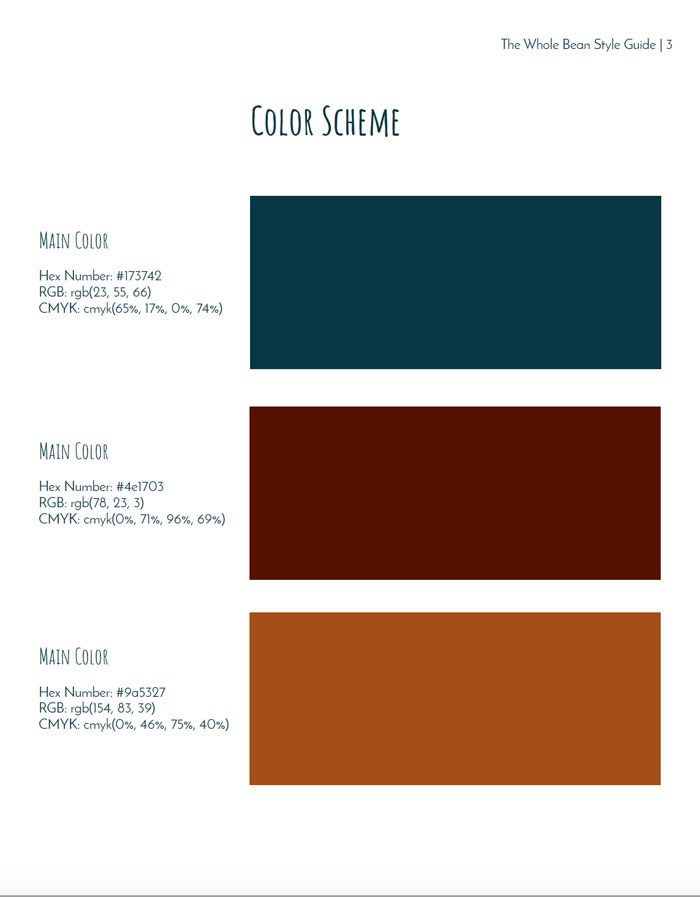 The Whole Bean Style Guide | 3
Color Scheme
Main Color
Hex Number: #173742
RGB: rgb(23, 55, 66)
CMYK: cmyk(65%, 17%, 0%, 74%)
Main Color
Hex Number: #4e1703
RGB: rgb(78, 23, 3)
CMYK: cmyk(0%, 71%, 96%, 69%)
Main Color
Hex Number: #9a5327
RGB: rgb(154, 83, 39)
CMYK: cmyk(0%, 46%, 75%, 40%)